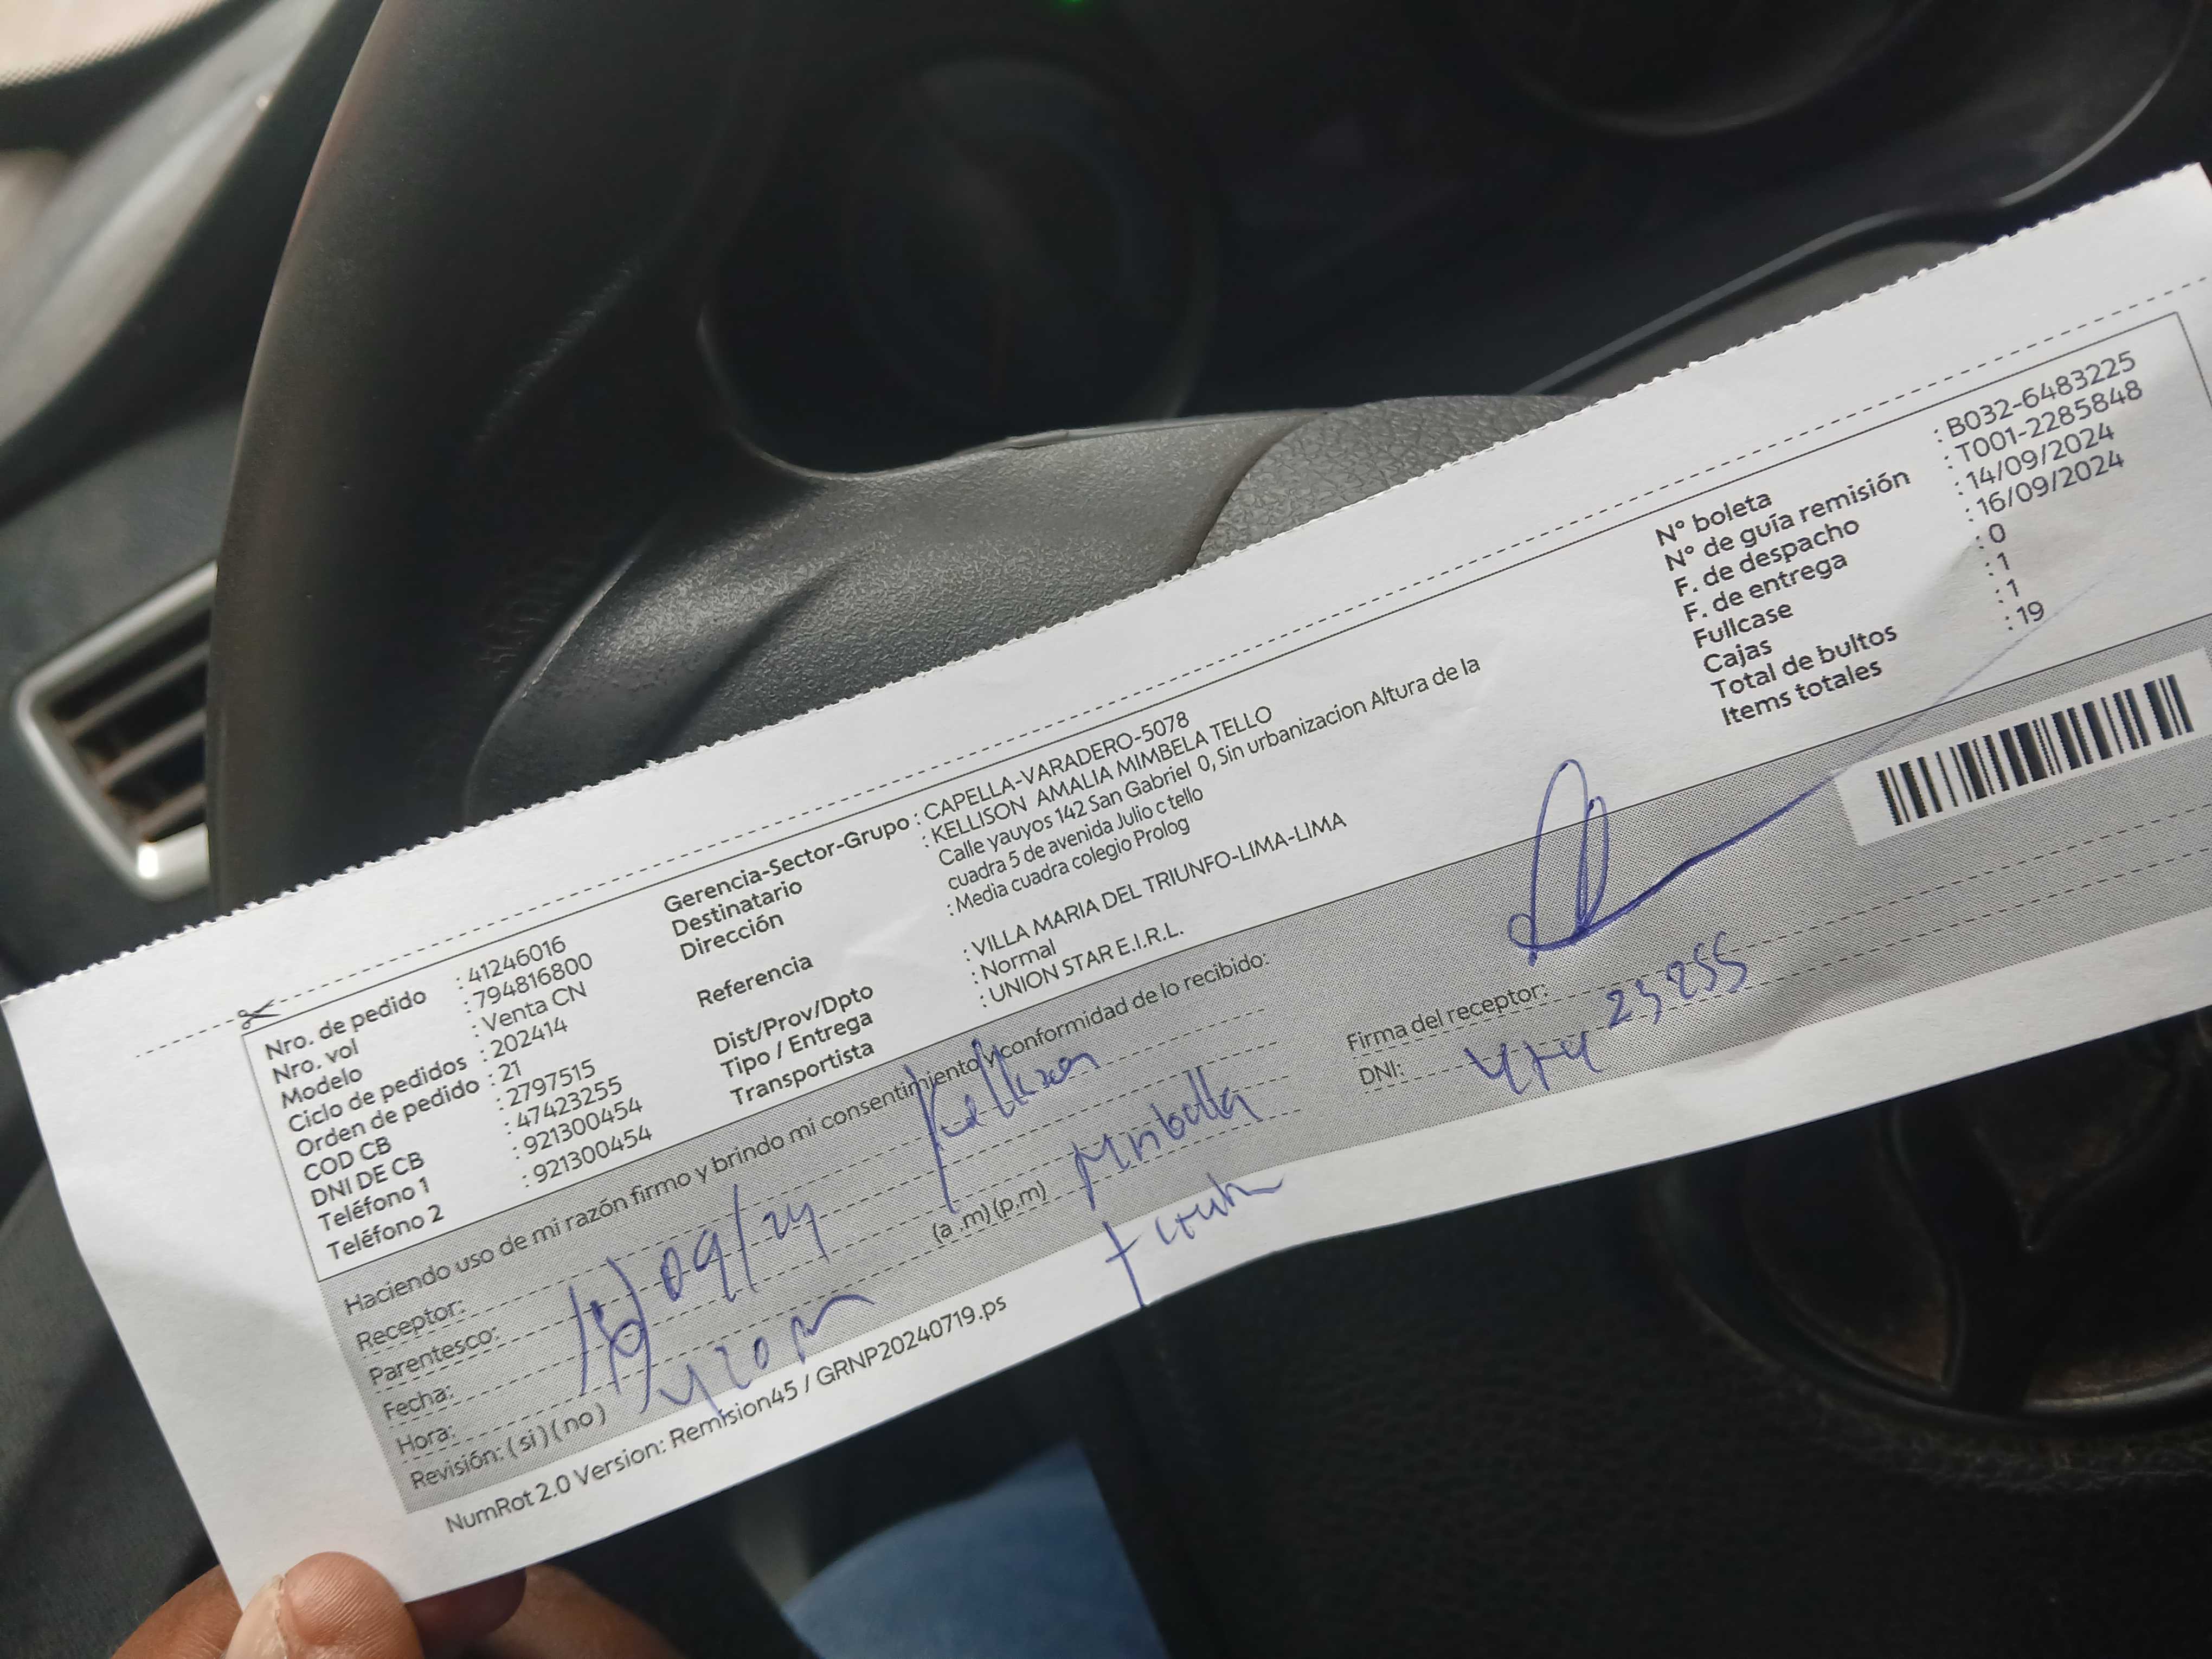 Nro. de pedido : 41246016
Nro. vol : 794816800
Modelo : Venta CN
Ciclo de pedidos : 202414
Orden de pedido : 21
COD CB : 2797515
DNI DE CB : 47423255
Teléfono 1 : 921300454
Teléfono 2 : 921300454
Gerencia-Sector-Grupo : CAPELLA-VARADERO-5078
Destinatario : KELLISON AMALIA MIMBELA TELLO
Dirección : Calle yauyos 142 San Gabriel 0, Sin urbanizacion Altura de la
cuadra 5 de avenida Julio c tello
Referencia : Media cuadra colegio Prolog
Dist/Prov/Dpto : VILLA MARIA DEL TRIUNFO-LIMA-LIMA
Tipo / Entrega : Normal
Transportista : UNION STAR E.I.R.L.
N° boleta : B032-6483225
N° de guía remisión : T001-2285848
F. de despacho : 14/09/2024
F. de entrega : 16/09/2024
Fullcase : 0
Cajas : 1
Total de bultos : 1
Items totales : 19
Haciendo uso de mi razón firmo y brindo mi consentimiento y conformidad de lo recibido:
Receptor: Kellison
Parentesco:
Fecha: /09/24
Hora: (a .m) (p.m)
Revisión: ( si ) ( no )
Firma del receptor:
DNI:
NumRot 2.0 Version: Remision45 / GRNP20240719.ps